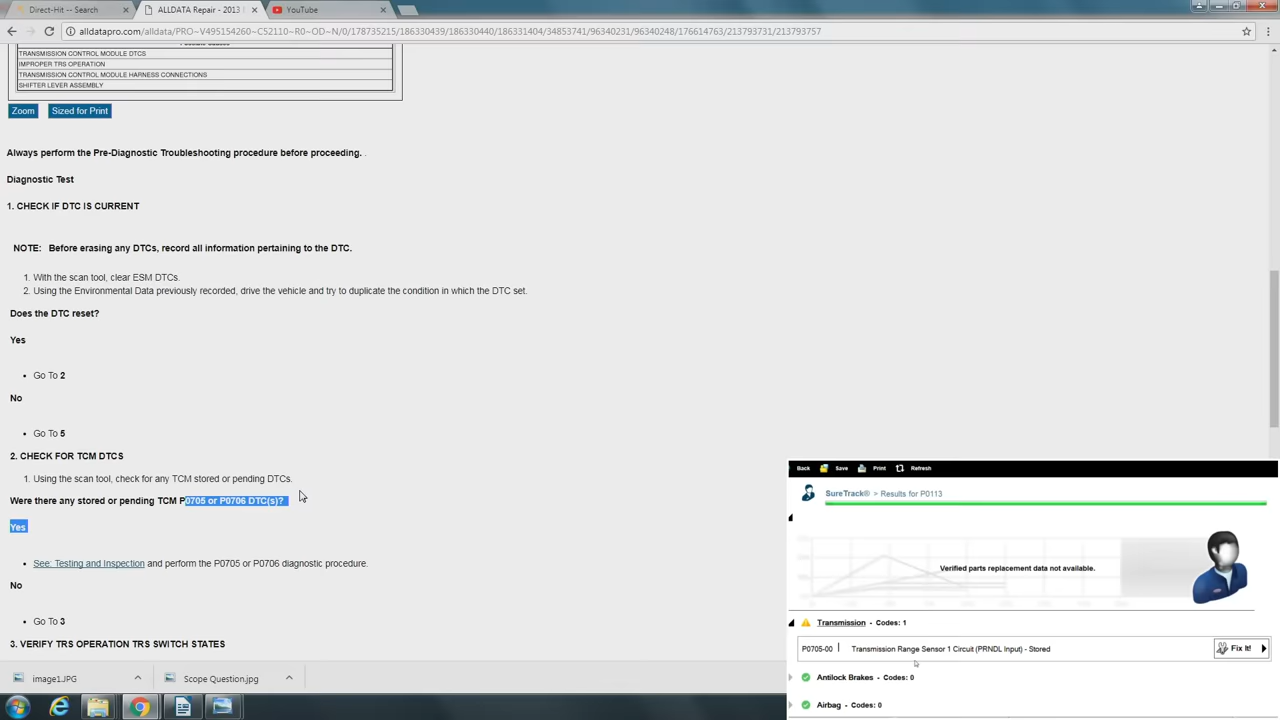 Direct-Hit -- Search
ALLDATA Repair - 2013
YouTube
alldatapro.com/alldata/PRO~V495154260~C52110~R0~OD~N/0/178735215/186330439/186330440/186331404/34853741/96340231/96340248/176614763/213793731/213793757
TRANSMISSION CONTROL MODULE DTCS
IMPROPER TRS OPERATION
TRANSMISSION CONTROL MODULE HARNESS CONNECTIONS
SHIFTER LEVER ASSEMBLY
Zoom
Sized for Print
Always perform the Pre-Diagnostic Troubleshooting procedure before proceeding. .
Diagnostic Test
1. CHECK IF DTC IS CURRENT
NOTE: Before erasing any DTCs, record all information pertaining to the DTC.
1. With the scan tool, clear ESM DTCs.
2. Using the Environmental Data previously recorded, drive the vehicle and try to duplicate the condition in which the DTC set.
Does the DTC reset?
Yes
• Go To 2
No
• Go To 5
2. CHECK FOR TCM DTCS
1. Using the scan tool, check for any TCM stored or pending DTCs.
Were there any stored or pending TCM P0705 or P0706 DTC(s)?
Yes
• See: Testing and Inspection and perform the P0705 or P0706 diagnostic procedure.
No
• Go To 3
3. VERIFY TRS OPERATION TRS SWITCH STATES
Back
Save
Print
Refresh
SureTrack® > Results for P0113
Verified parts replacement data not available.
Transmission - Codes: 1
P0705-00
Transmission Range Sensor 1 Circuit (PRNDL Input) - Stored
Fix It!
Antilock Brakes - Codes: 0
Airbag - Codes: 0
image1.JPG
Scope Question.jpg